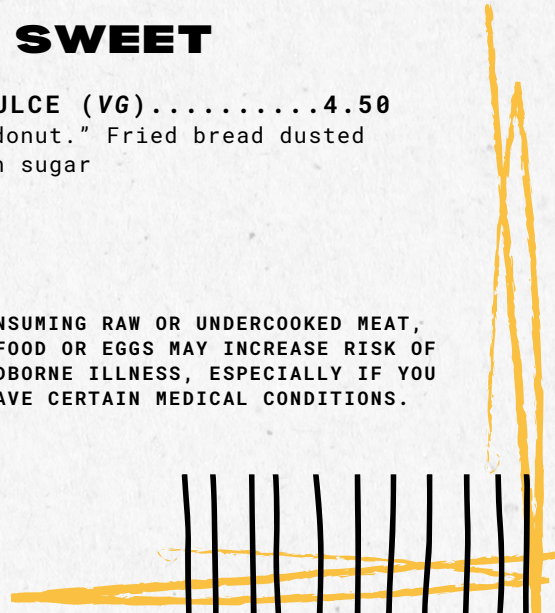 SWEET
ULCE (VG)..........4.50
donut.” Fried bread dusted
sugar
NSUMING RAW OR UNDERCOOKED MEAT,
FOOD OR EGGS MAY INCREASE RISK OF
DBORNE ILLNESS, ESPECIALLY IF YOU
AVE CERTAIN MEDICAL CONDITIONS.